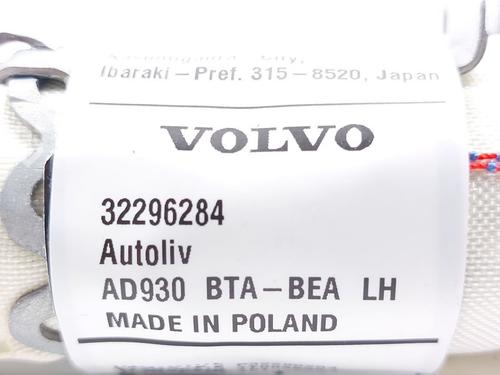 Ibaraki-Pref. 315-8520, Japan
VOLVO
32296284
Autoliv
AD930 BTA-BEA LH
MADE IN POLAND